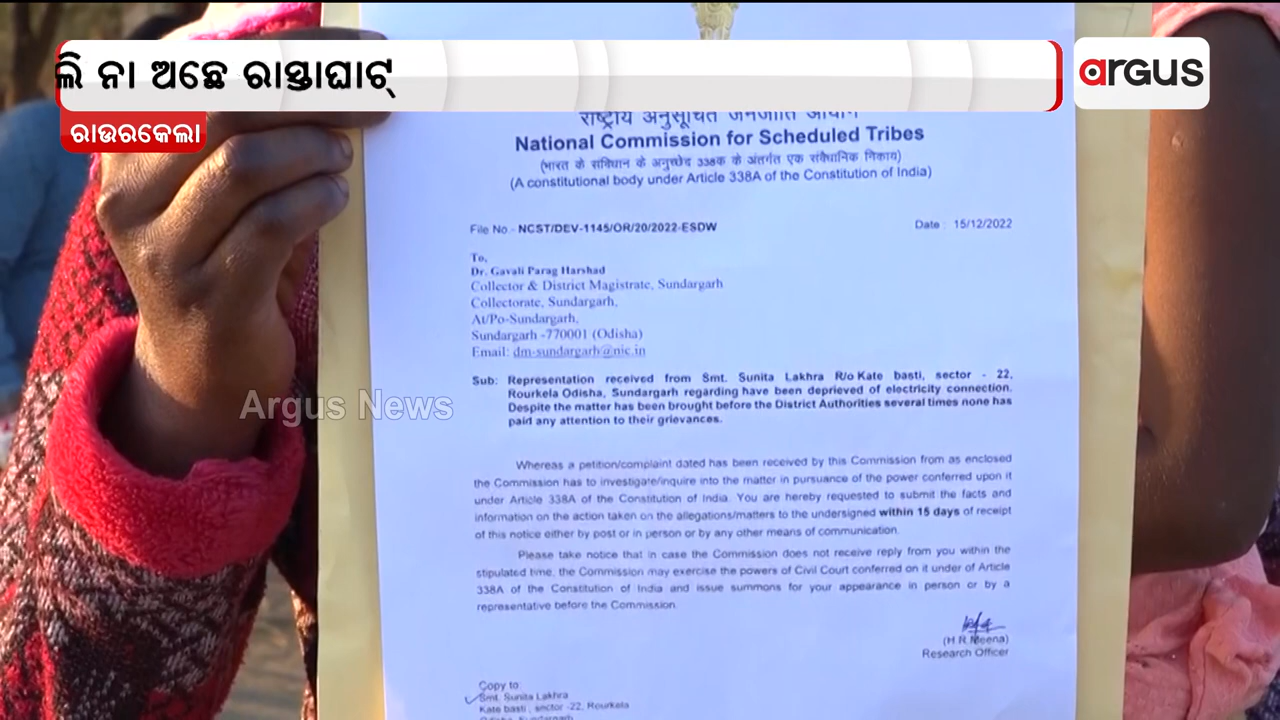 ଲି ନା ଅଛେ ରାସ୍ତାଘାଟ୍
ରାଉରକେଲା
argus
राष्ट्रीय अनुसूचित जनजाति आयोग
National Commission for Scheduled Tribes
(भारत के संविधान के अनुच्छेद 338क के अंतर्गत एक संवैधानिक निकाय)
(A constitutional body under Article 338A of the Constitution of India)
File No.- NCST/DEV-1145/OR/20/2022-ESDW
Date : 15/12/2022
To,
Dr. Gavali Parag Harshad
Collector & District Magistrate, Sundargarh
Collectorate, Sundargarh,
At/Po-Sundargarh,
Sundargarh -770001 (Odisha)
Email: dm-sundargarh@nic.in
Sub: Representation received from Smt. Sunita Lakhra R/o Kate basti, sector - 22,
Rourkela Odisha, Sundargarh regarding have been deprieved of electricity connection.
Despite the matter has been brought before the District Authorities several times none has
paid any attention to their grievances.
Argus News
Whereas a petition/complaint dated has been received by this Commission from as enclosed
the Commission has to investigate/inquire into the matter in pursuance of the power conferred upon it
under Article 338A of the Constitution of India. You are hereby requested to submit the facts and
information on the action taken on the allegations/matters to the undersigned within 15 days of receipt
of this notice either by post or in person or by any other means of communication.
Please take notice that in case the Commission does not receive reply from you within the
stipulated time, the Commission may exercise the powers of Civil Court conferred on it under of Article
338A of the Constitution of India and issue summons for your appearance in person or by a
representative before the Commission.
(H R Meena)
Research Officer
Copy to:
Smt. Sunita Lakhra
Kate basti, sector -22, Rourkela
Odisha, Sundargarh